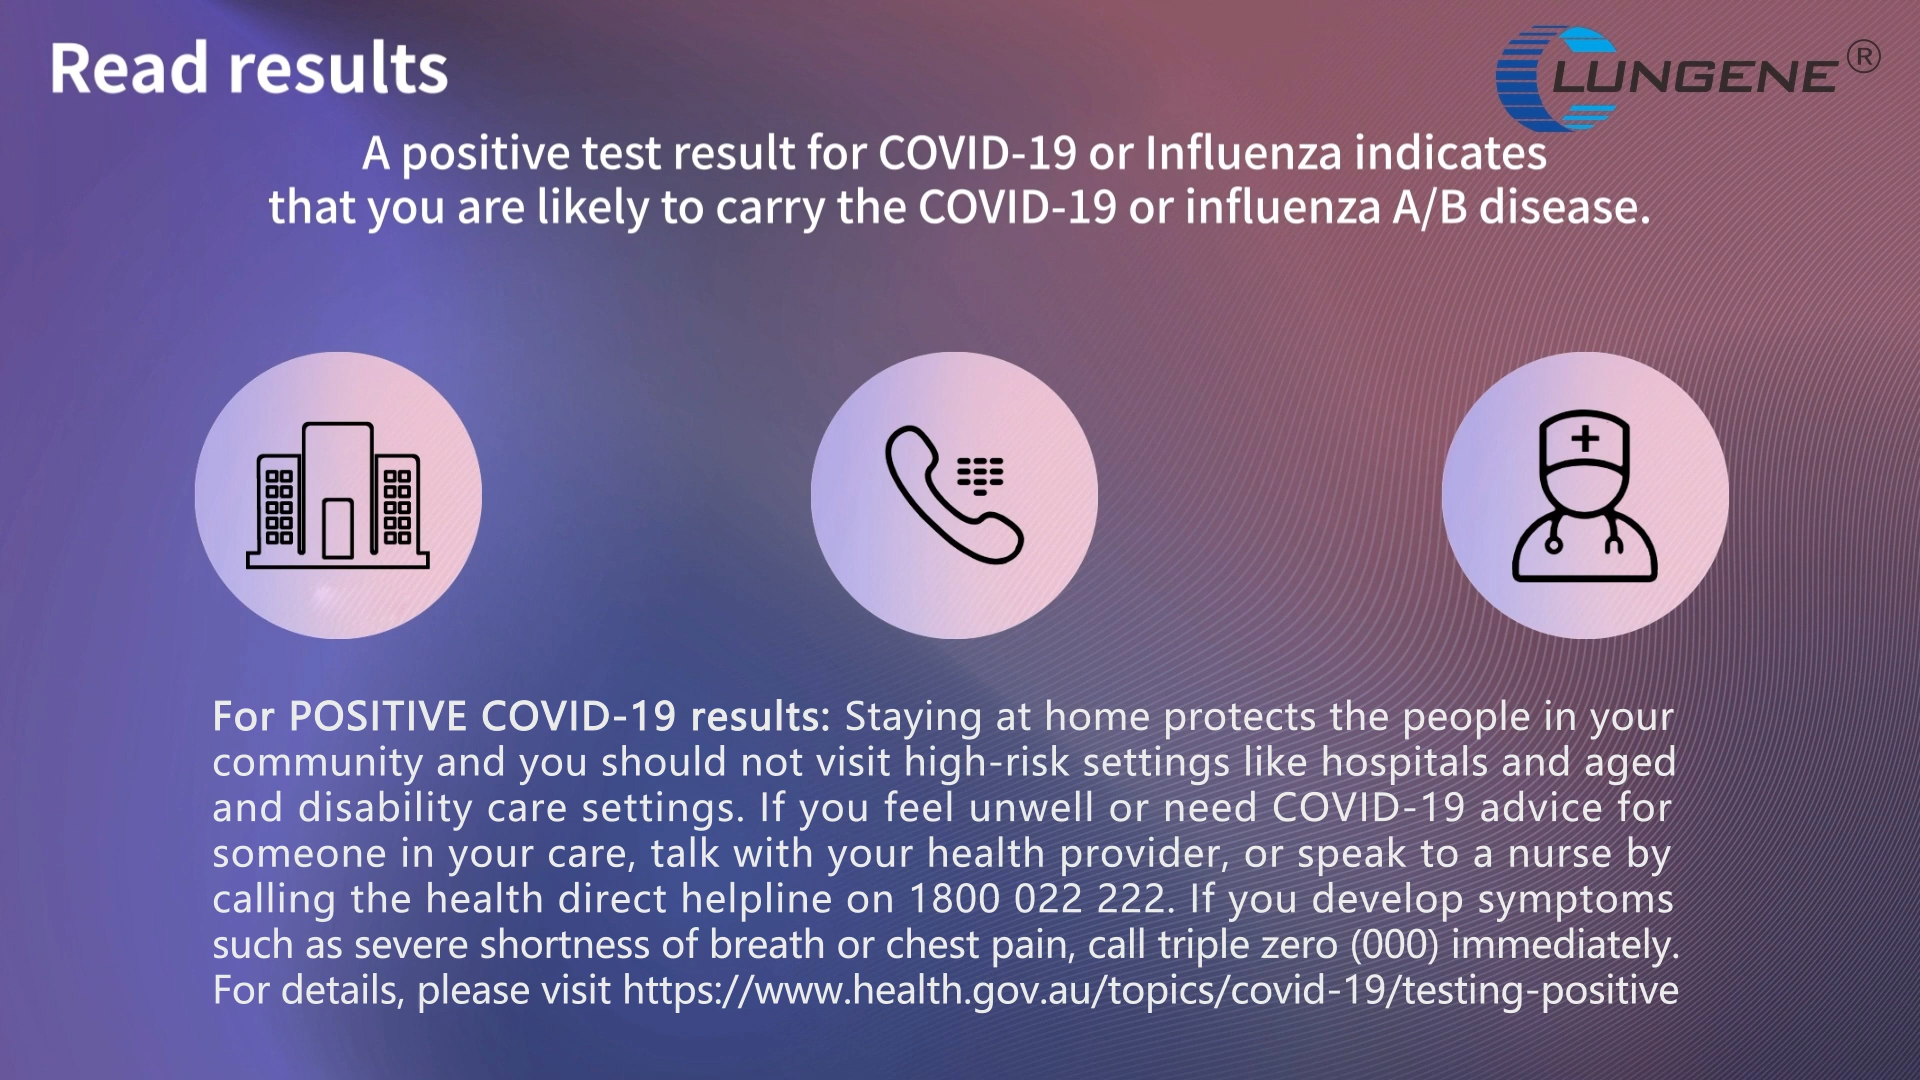 Read results
CLUNGENE®
A positive test result for COVID-19 or Influenza indicates
that you are likely to carry the COVID-19 or influenza A/B disease.
For POSITIVE COVID-19 results: Staying at home protects the people in your
community and you should not visit high-risk settings like hospitals and aged
and disability care settings. If you feel unwell or need COVID-19 advice for
someone in your care, talk with your health provider, or speak to a nurse by
calling the health direct helpline on 1800 022 222. If you develop symptoms
such as severe shortness of breath or chest pain, call triple zero (000) immediately.
For details, please visit https://www.health.gov.au/topics/covid-19/testing-positive